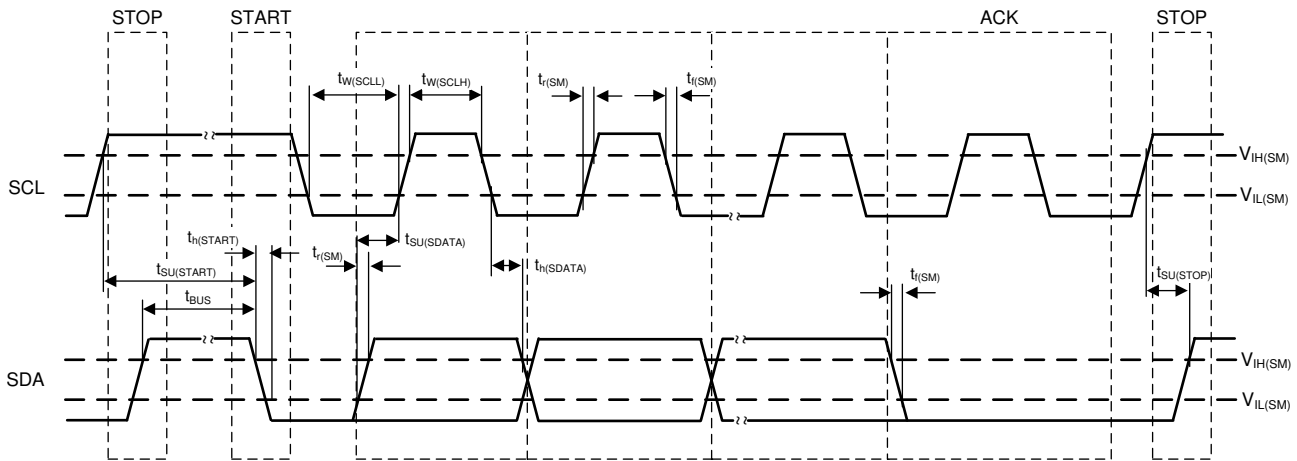 STOP START ACK STOP
tW(SCLL) tW(SCLH) tr(SM) tf(SM)
VIH(SM)
SCL
VIL(SM)
th(START) tr(SM) tSU(SDATA)
th(SDATA)
tSU(START) tf(SM) tSU(STOP)
tBUS
VIH(SM)
SDA
VIL(SM)